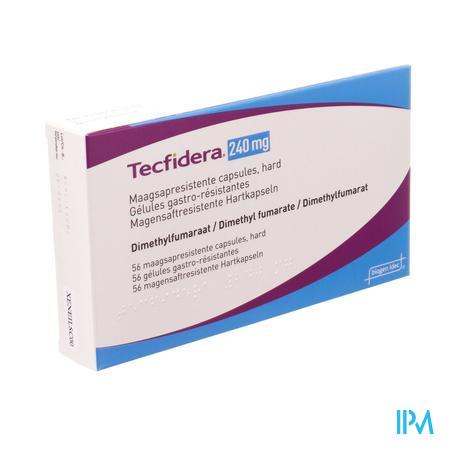 Tecfidera® 240 mg
Maagsapresistente capsules, hard
Gélules gastro-résistantes
Magensaftresistente Hartkapseln
Dimethylfumaraat / Dimethyl fumarate / Dimethylfumarat
56 maagsapresistente capsules, hard
56 gélules gastro-résistantes
56 magensaftresistente Hartkapseln
biogen idec
IPM